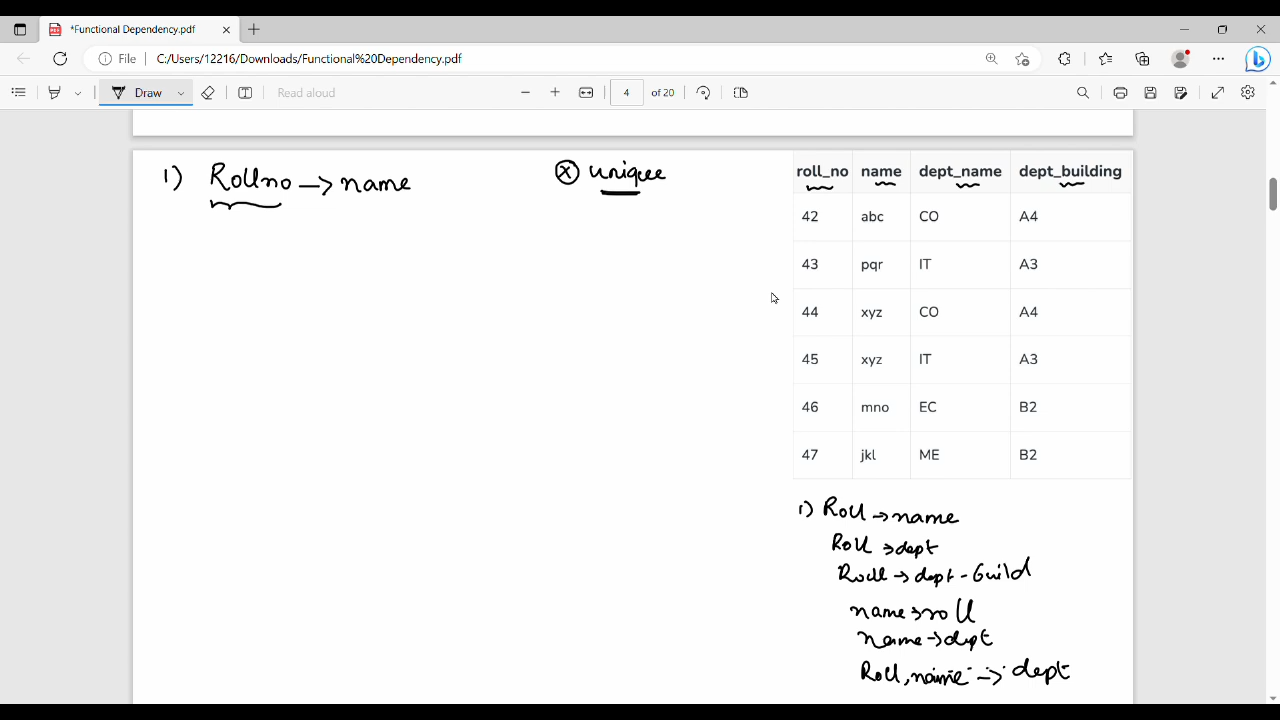 *Functional Dependency.pdf
File C:/Users/12216/Downloads/Functional%20Dependency.pdf
Draw Read aloud 4 of 20
1) Rollno → name
ⓧ unique
roll_no name dept_name dept_building
42 abc CO A4
43 pqr IT A3
44 xyz CO A4
45 xyz IT A3
46 mno EC B2
47 jkl ME B2
1) Roll → name
Roll → dept
Roll → dept - Build
name → roll
name → dept
Roll, name → dept